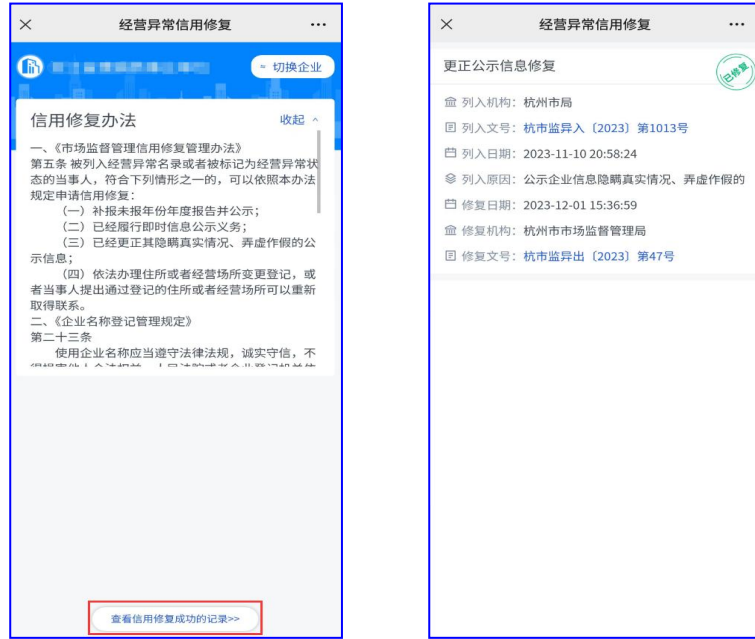 经营异常信用修复
切换企业
信用修复办法
收起
一、《市场监督管理信用修复管理办法》
第五条 被列入经营异常名录或者被标记为经营异常状
态的当事人，符合下列情形之一的，可以依照本办法
规定申请信用修复：
（一）补报未报年份年度报告并公示；
（二）已经履行即时信息公示义务；
（三）已经更正其隐瞒真实情况、弄虚作假的公
示信息；
（四）依法办理住所或者经营场所变更登记，或
者当事人提出通过登记的住所或者经营场所可以重新
取得联系。
二、《企业名称登记管理规定》
第二十三条
使用企业名称应当遵守法律法规，诚实守信，不
查看信用修复成功的记录>>
经营异常信用修复
更正公示信息修复
已修复
列入机构：杭州市局
列入文号：杭市监异入〔2023〕第1013号
列入日期：2023-11-10 20:58:24
列入原因：公示企业信息隐瞒真实情况、弄虚作假的
修复日期：2023-12-01 15:36:59
修复机构：杭州市市场监督管理局
修复文号：杭市监异出〔2023〕第47号